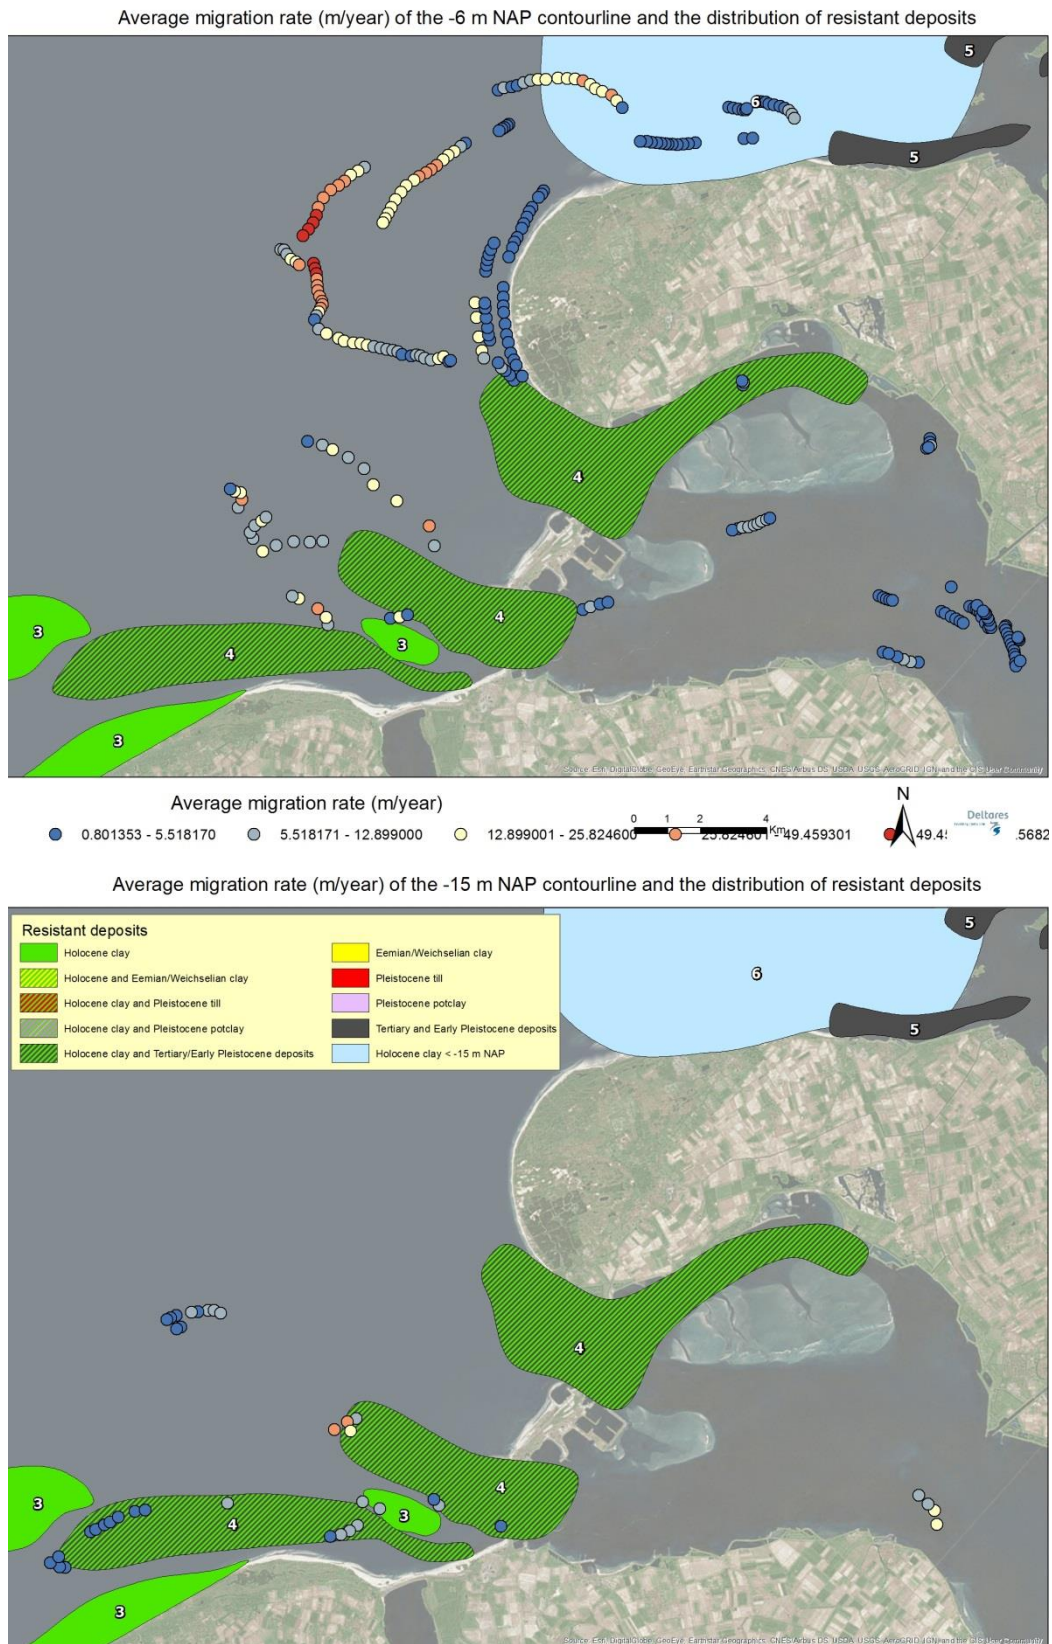 Average migration rate (m/year) of the -6 m NAP contourline and the distribution of resistant deposits
5
6
5
4
3
4
4
3
3
Source: Esri, DigitalGlobe, GeoEye, Earthstar Geographics, CNES/Airbus DS, USDA, USGS, AeroGRID, IGN, and the GIS User Community
Average migration rate (m/year)
N
0 1 2 4
Km
Deltares
0.801353 - 5.518170
5.518171 - 12.899000
12.899001 - 25.824600
25.824601 - 49.459301
49.4
.5682
Average migration rate (m/year) of the -15 m NAP contourline and the distribution of resistant deposits
Resistant deposits
Holocene clay
Eemian/Weichselian clay
Holocene and Eemian/Weichselian clay
Pleistocene till
Holocene clay and Pleistocene till
Pleistocene potclay
Holocene clay and Pleistocene potclay
Tertiary and Early Pleistocene deposits
Holocene clay and Tertiary/Early Pleistocene deposits
Holocene clay < -15 m NAP
5
6
5
4
3
4
3
4
3
Source: Esri, DigitalGlobe, GeoEye, Earthstar Geographics, CNES/Airbus DS, USDA, USGS, AeroGRID, IGN, and the GIS User Community